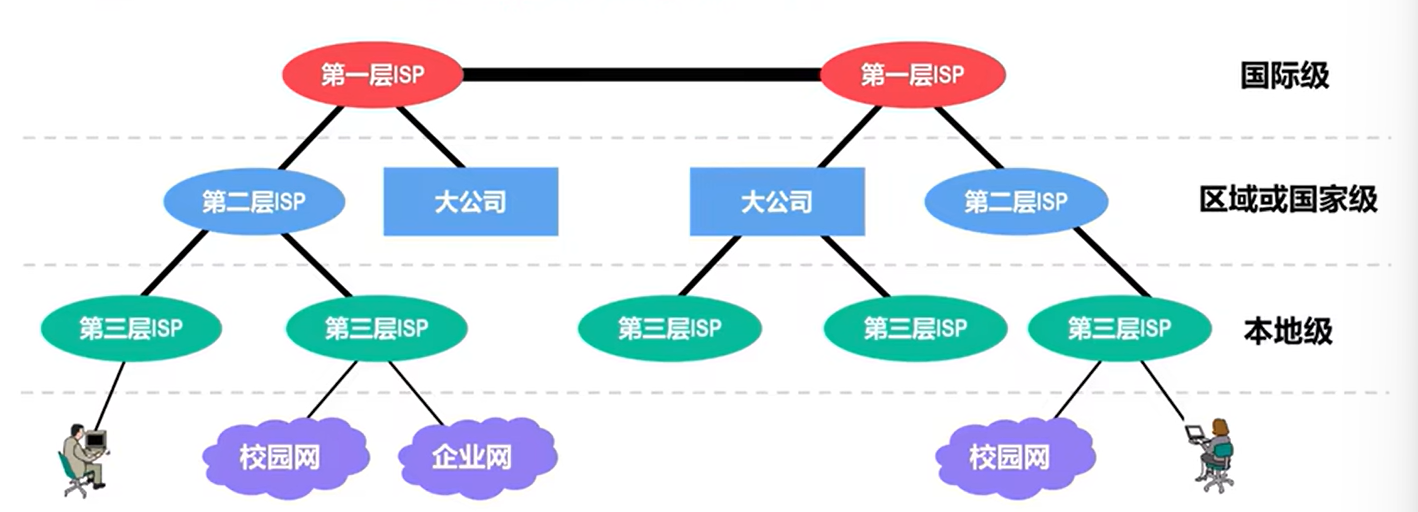 第一层ISP
第一层ISP
国际级
第二层ISP
大公司
大公司
第二层ISP
区域或国家级
第三层ISP
第三层ISP
第三层ISP
第三层ISP
第三层ISP
本地级
校园网
企业网
校园网